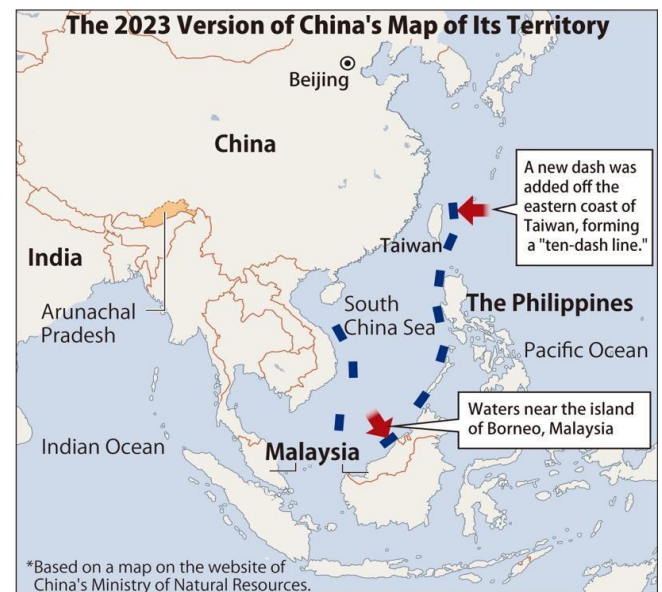 The 2023 Version of China's Map of Its Territory
Beijing
China
A new dash was
added off the
eastern coast of
Taiwan, forming
a "ten-dash line."
Taiwan
India
Arunachal
Pradesh
South
China Sea
The Philippines
Pacific Ocean
Waters near the island
of Borneo, Malaysia
Indian Ocean
Malaysia
*Based on a map on the website of
China's Ministry of Natural Resources.